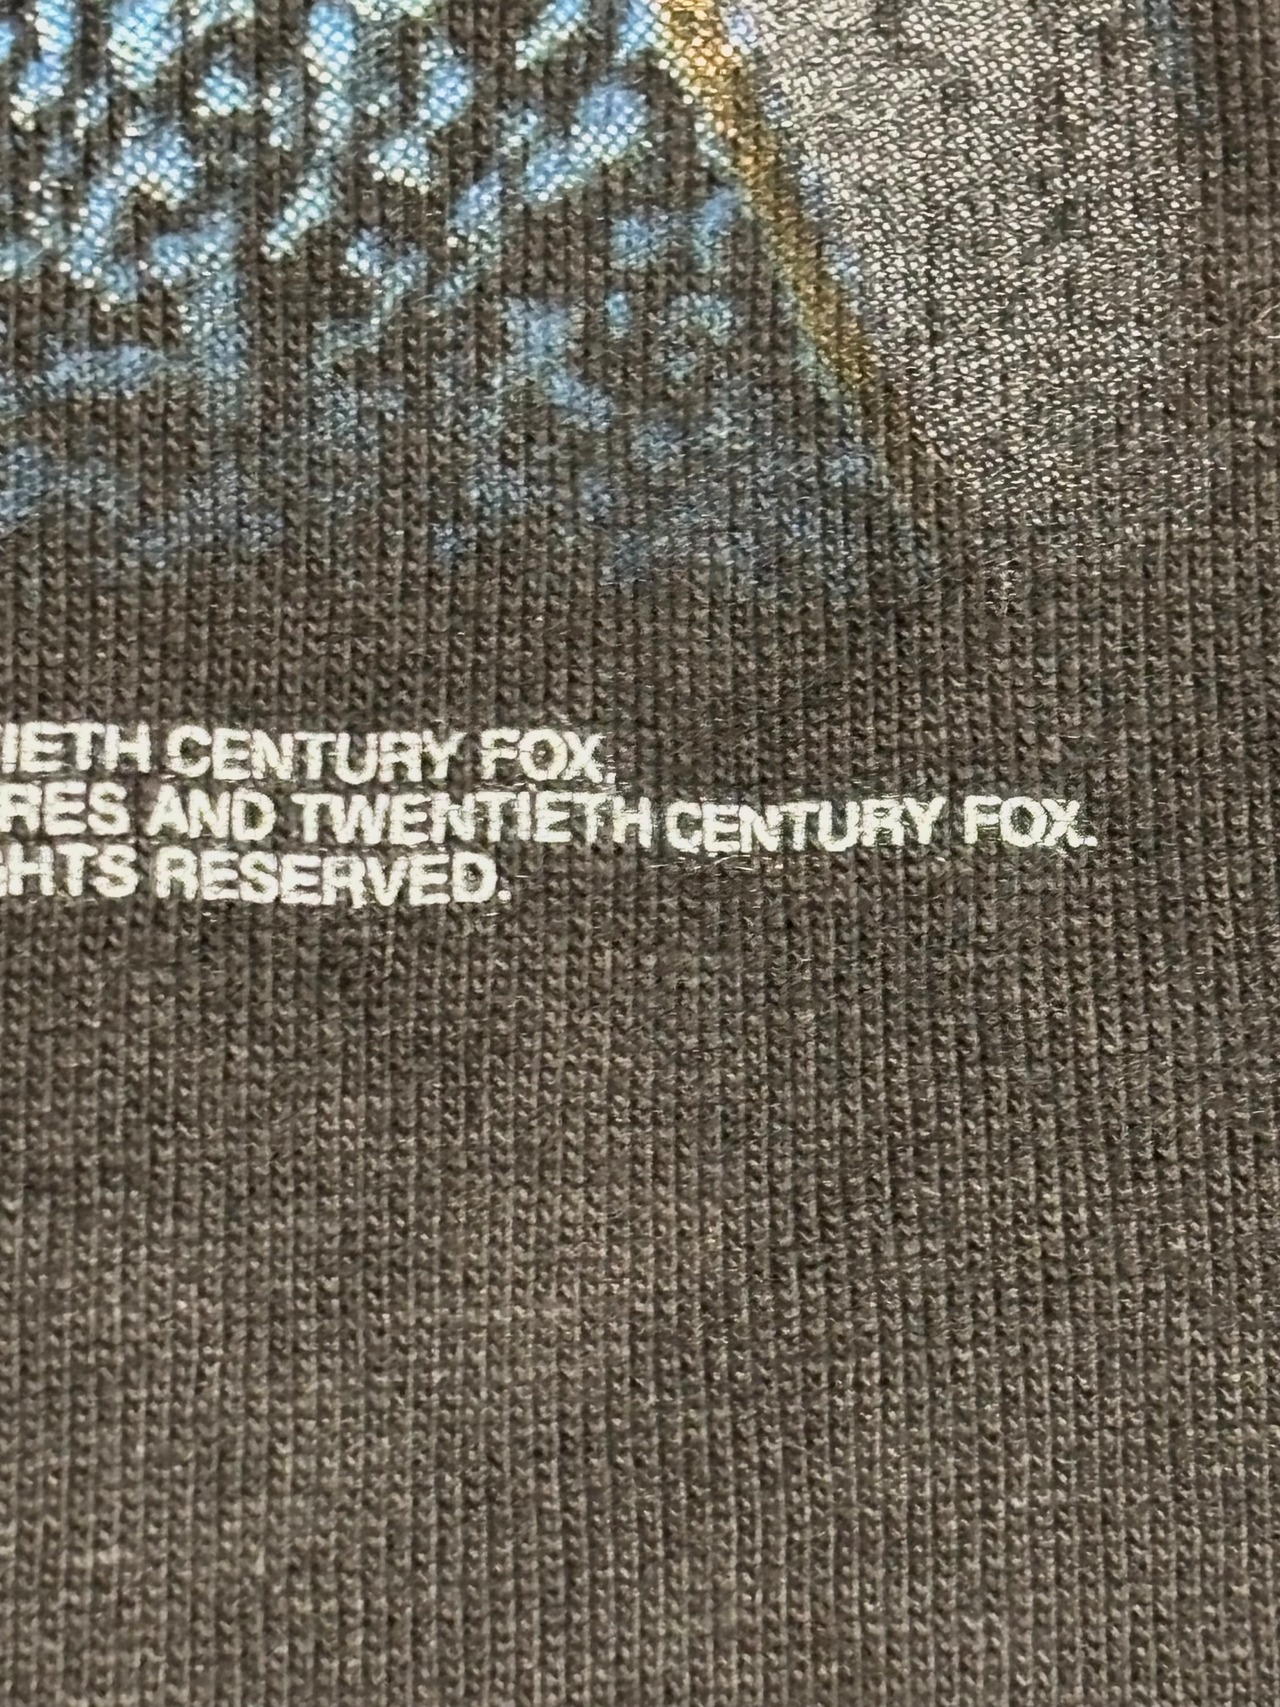 IETH CENTURY FOX,
RES AND TWENTIETH CENTURY FOX.
GHTS RESERVED.